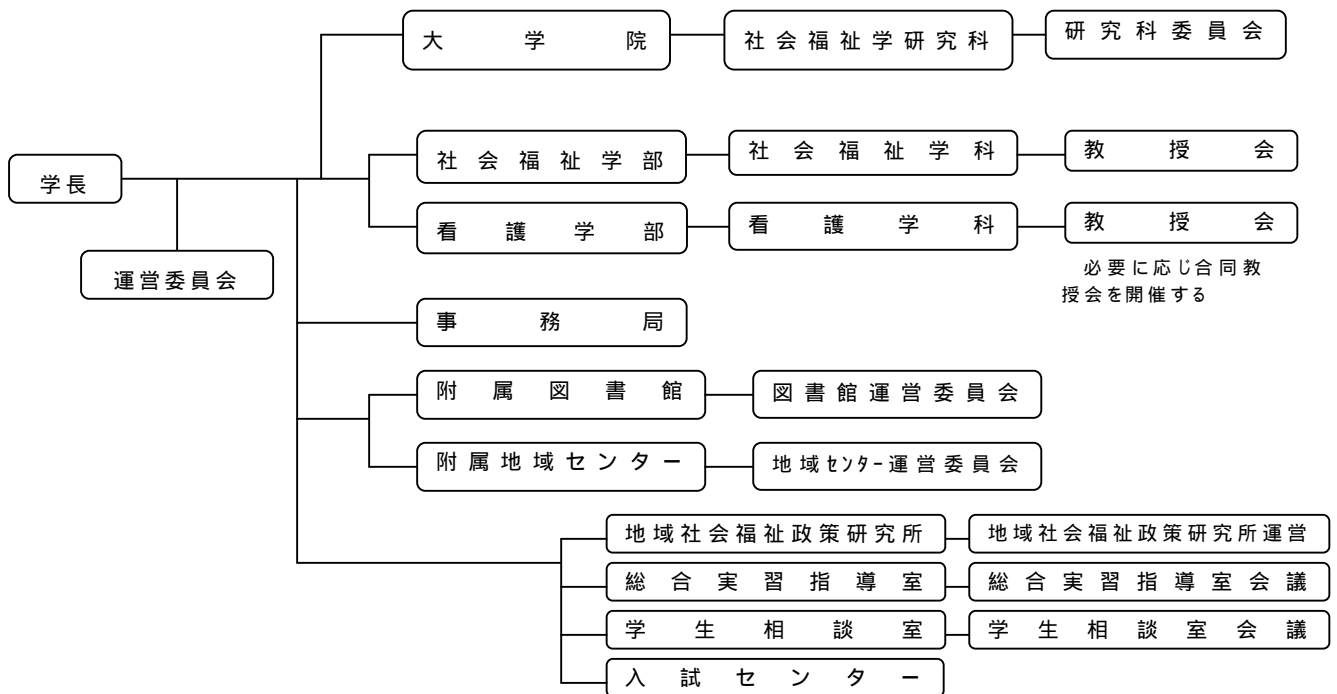 大学院 社会福祉学研究科 研究科委員会
社会福祉学部 社会福祉学科 教授会
学長
看護学部 看護学科 教授会
運営委員会
必要に応じ合同教
授会を開催する
事務局
附属図書館 図書館運営委員会
附属地域センター 地域ｾﾝﾀｰ運営委員会
地域社会福祉政策研究所 地域社会福祉政策研究所運営
総合実習指導室 総合実習指導室会議
学生相談室 学生相談室会議
入試センター